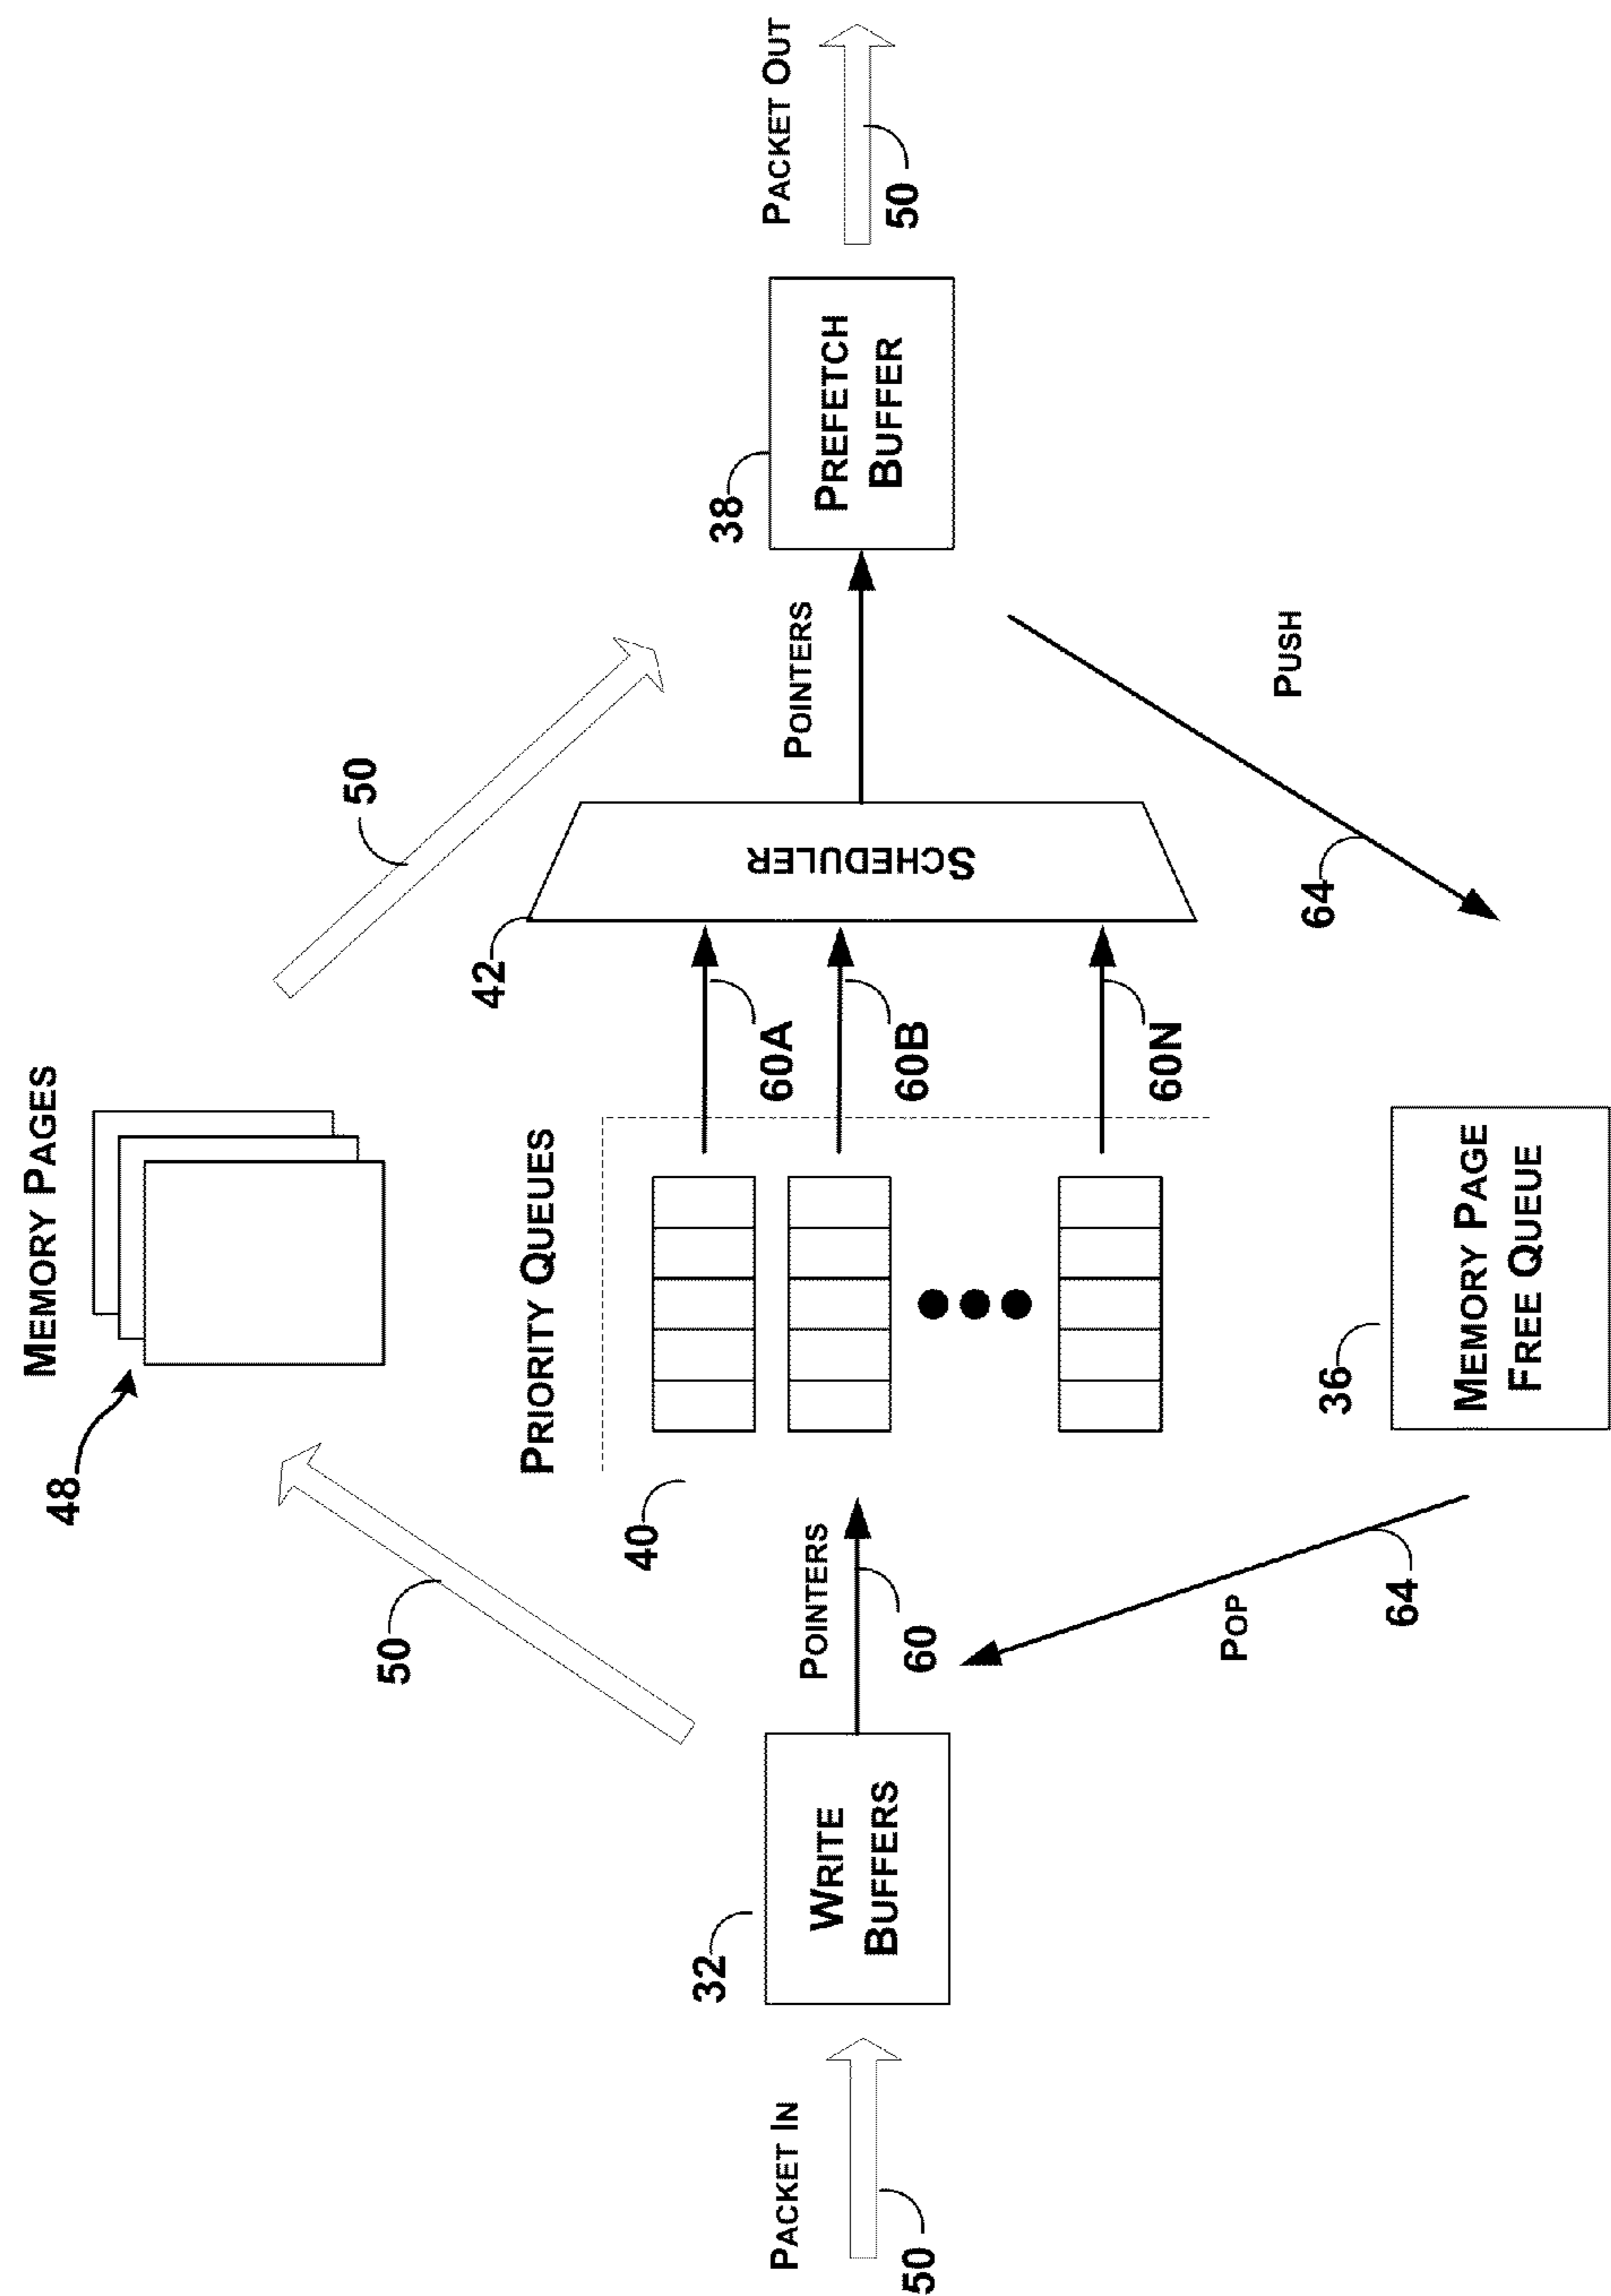 MEMORY PAGES
48
50
50
PRIORITY QUEUES
40
42
PACKET IN
50
32
WRITE
BUFFERS
POINTERS
60
60A
60B
60N
SCHEDULER
POINTERS
38
PREFETCH
BUFFER
PACKET OUT
50
POP
64
36
MEMORY PAGE
FREE QUEUE
64
PUSH